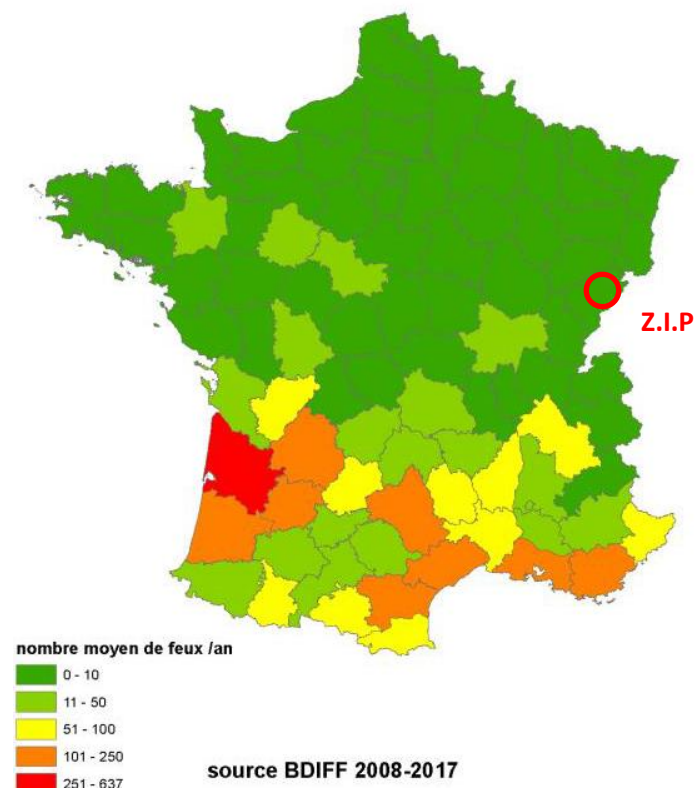 Z.I.P
nombre moyen de feux /an
0 - 10
11 - 50
51 - 100
101 - 250
251 - 637
source BDIFF 2008-2017